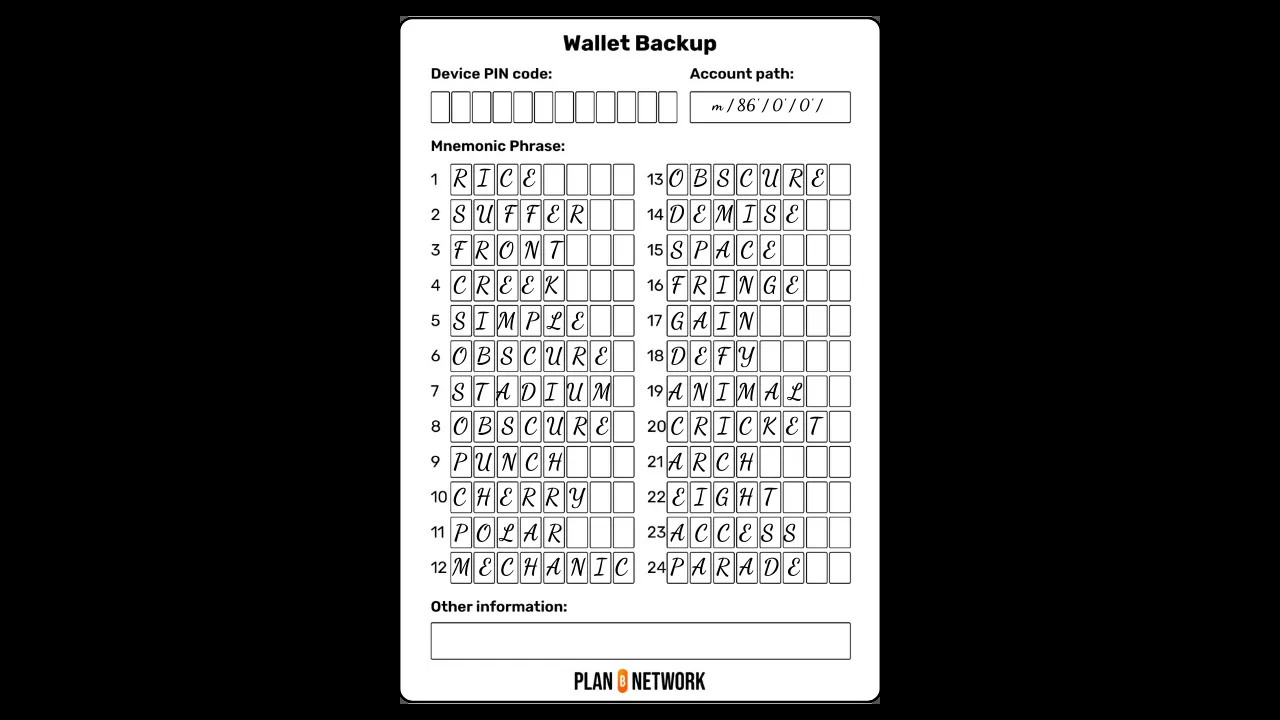 Wallet Backup
Device PIN code: Account path:
m / 86' / 0' / 0' /
Mnemonic Phrase:
1 RICE 13 OBSCURE
2 SUFFER 14 DEMISE
3 FRONT 15 SPACE
4 CREEK 16 FRINGE
5 SIMPLE 17 GAIN
6 OBSCURE 18 DEFY
7 STADIUM 19 ANIMAL
8 OBSCURE 20 CRICKET
9 PUNCH 21 ARCH
10 CHERRY 22 EIGHT
11 POLAR 23 ACCESS
12 MECHANIC 24 PARADE
Other information:
PLAN B NETWORK